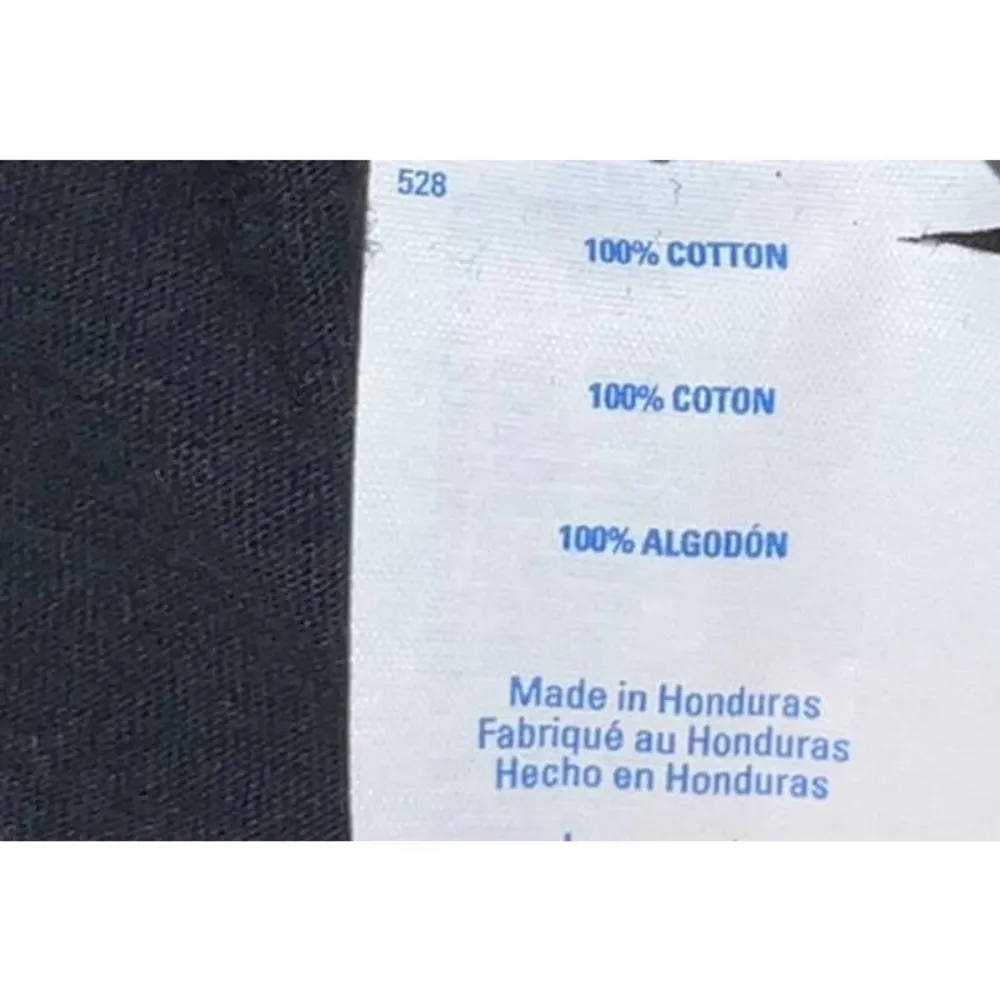 528
100% COTTON
100% COTON
100% ALGODÓN
Made in Honduras
Fabriqué au Honduras
Hecho en Honduras